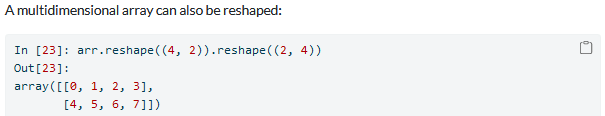 A multidimensional array can also be reshaped:
In [23]: arr.reshape((4, 2)).reshape((2, 4))
Out[23]:
array([[0, 1, 2, 3],
       [4, 5, 6, 7]])